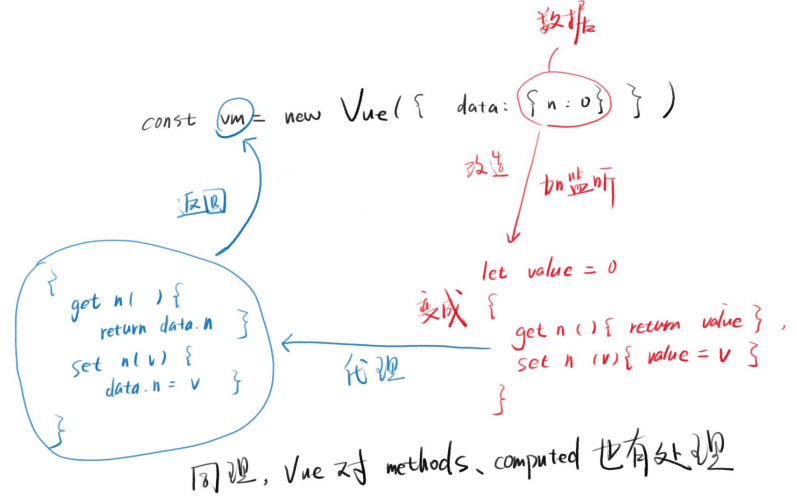 数据
const vm = new Vue({ data: { n: 0 } })
改造
加监听
返回
let value = 0
变成
{
get n(){ return value },
set n(v){ value = v }
}
代理
{
get n( ){
return data.n }
set n(v) {
data.n = v }
}
同理, Vue 对 methods、computed 也有处理